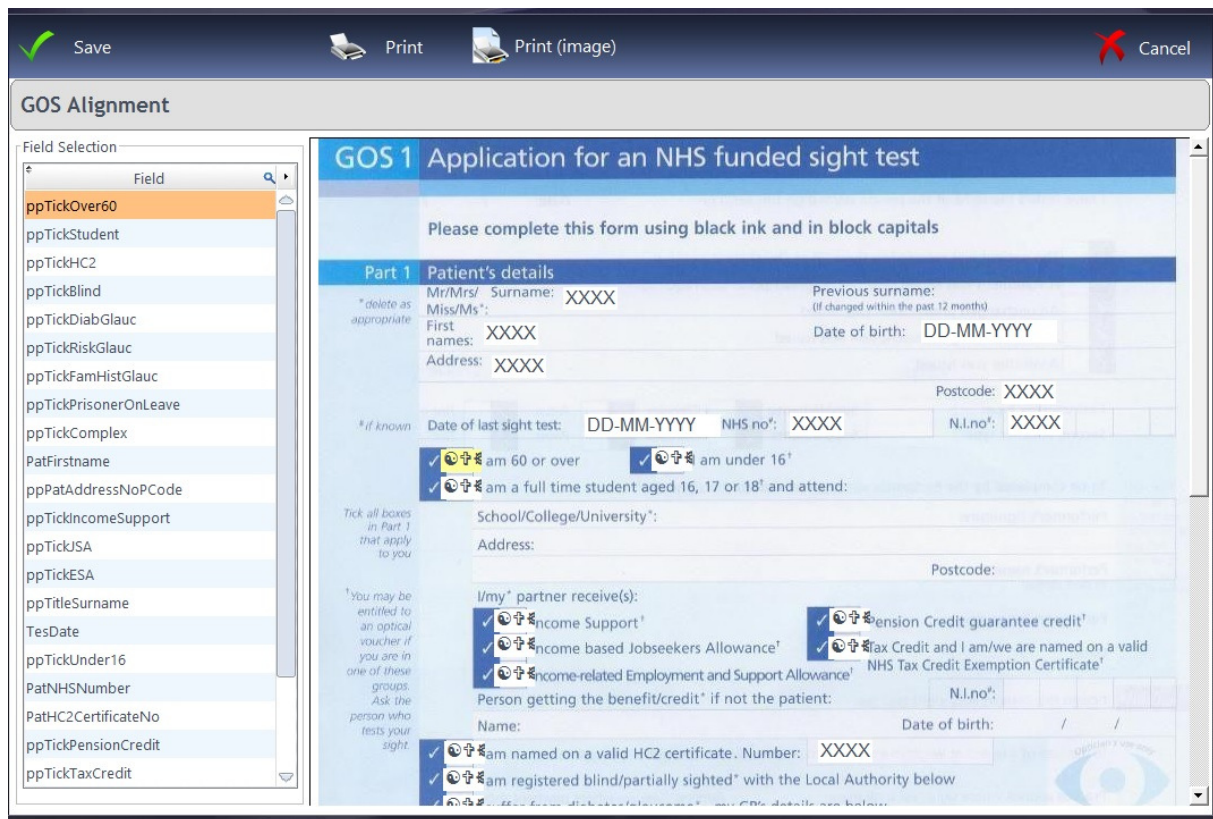 Save
Print
Print (image)
Cancel
GOS Alignment
Field Selection
Field
ppTickOver60
ppTickStudent
ppTickHC2
ppTickBlind
ppTickDiabGlauc
ppTickRiskGlauc
ppTickFamHistGlauc
ppTickPrisonerOnLeave
ppTickComplex
PatFirstname
ppPatAddressNoPCode
ppTickIncomeSupport
ppTickJSA
ppTickESA
ppTitleSurname
TesDate
ppTickUnder16
PatNHSNumber
PatHC2CertificateNo
ppTickPensionCredit
ppTickTaxCredit
GOS 1 Application for an NHS funded sight test
Please complete this form using black ink and in block capitals
Part 1 Patient's details
*delete as
appropriate
Mr/Mrs/ Surname: XXXX
Miss/Ms*:
Previous surname:
(If changed within the past 12 months)
First
names: XXXX
Date of birth: DD-MM-YYYY
Address: XXXX
Postcode: XXXX
#if known
Date of last sight test: DD-MM-YYYY NHS no#: XXXX N.I.no#: XXXX
am 60 or over
am under 16†
am a full time student aged 16, 17 or 18† and attend:
Tick all boxes
in Part 1
that apply
to you
School/College/University*:
Address:
Postcode:
†You may be
entitled to
an optical
voucher if
you are in
one of these
groups.
Ask the
person who
tests your
sight.
I/my* partner receive(s):
ncome Support†
Pension Credit guarantee credit†
ncome based Jobseekers Allowance†
Tax Credit and I am/we are named on a valid
NHS Tax Credit Exemption Certificate†
ncome-related Employment and Support Allowance†
Person getting the benefit/credit* if not the patient:
N.I.no#:
Name:
Date of birth: / /
am named on a valid HC2 certificate. Number: XXXX
am registered blind/partially sighted* with the Local Authority below